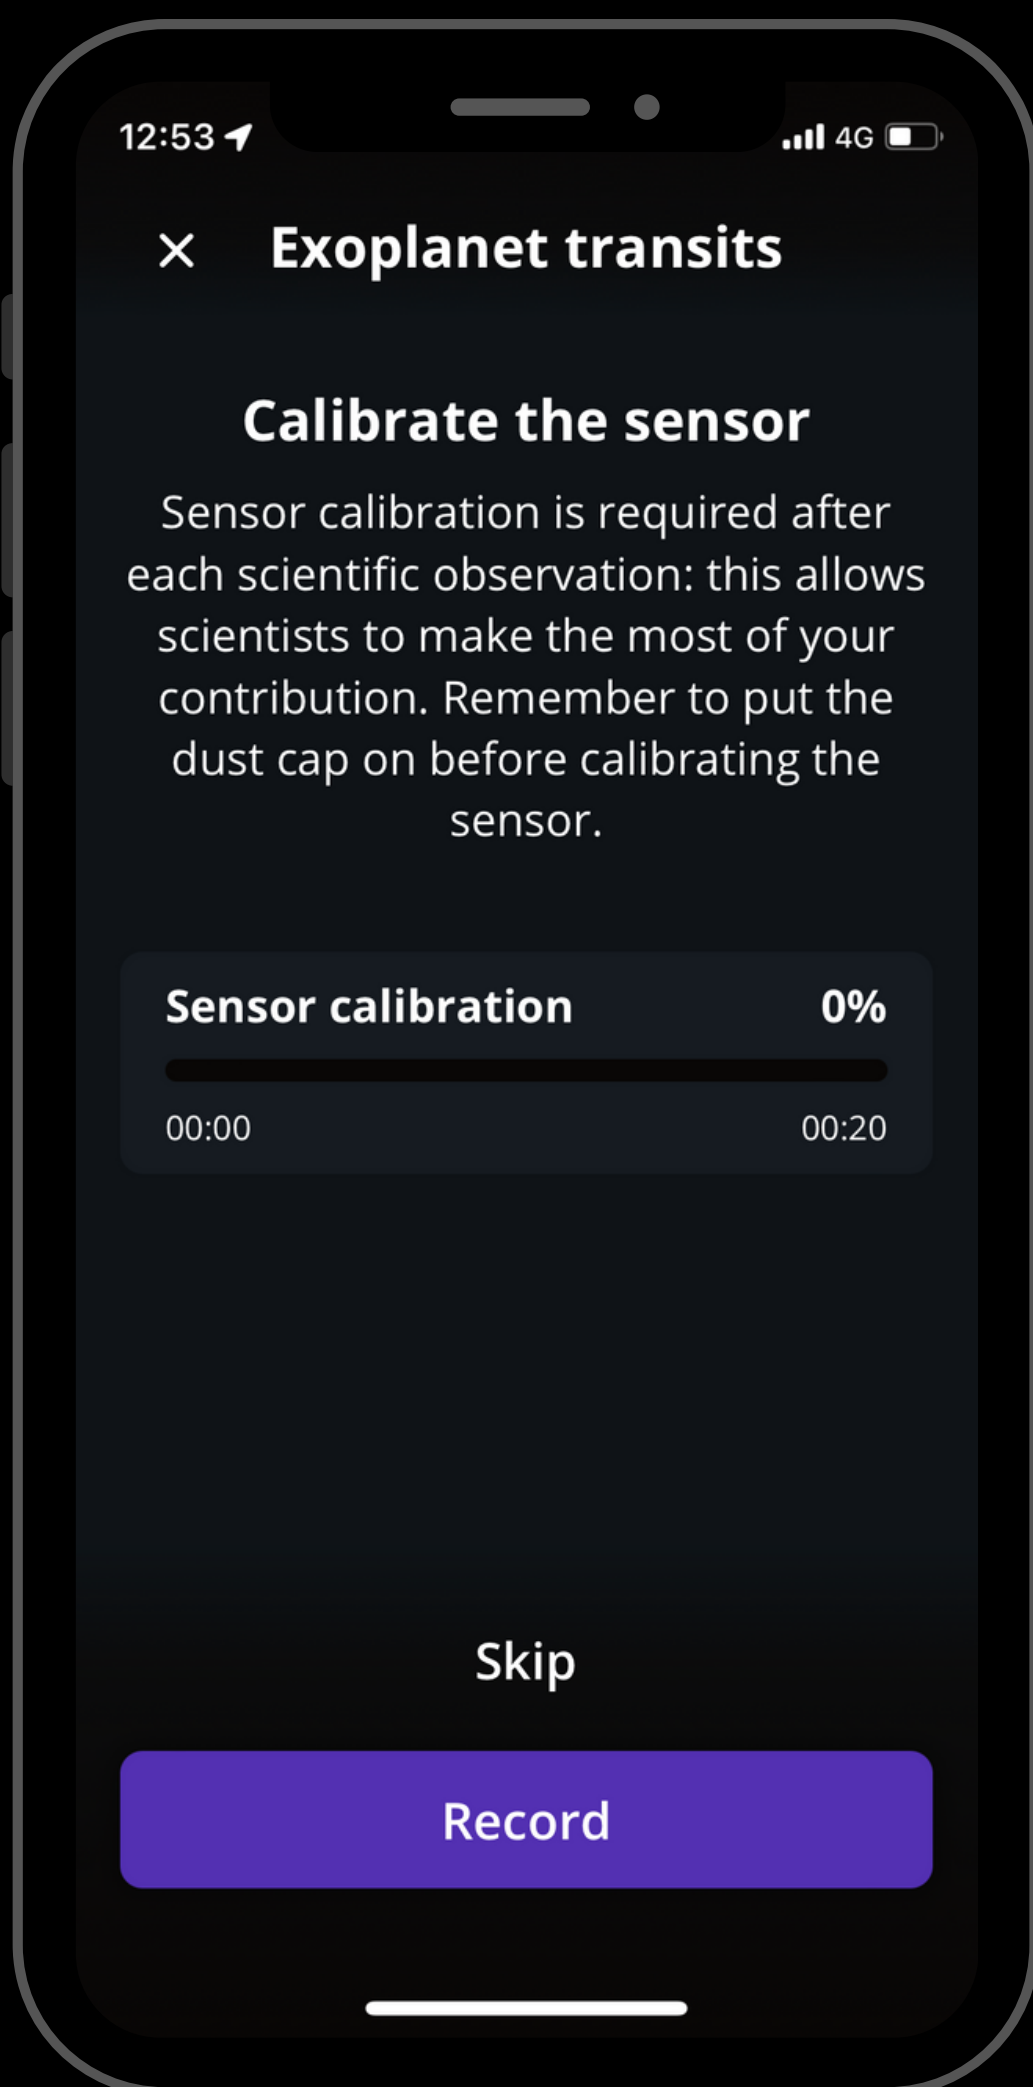 12:53 4G
Exoplanet transits
Calibrate the sensor
Sensor calibration is required after
each scientific observation: this allows
scientists to make the most of your
contribution. Remember to put the
dust cap on before calibrating the
sensor.
Sensor calibration 0%
00:00 00:20
Skip
Record